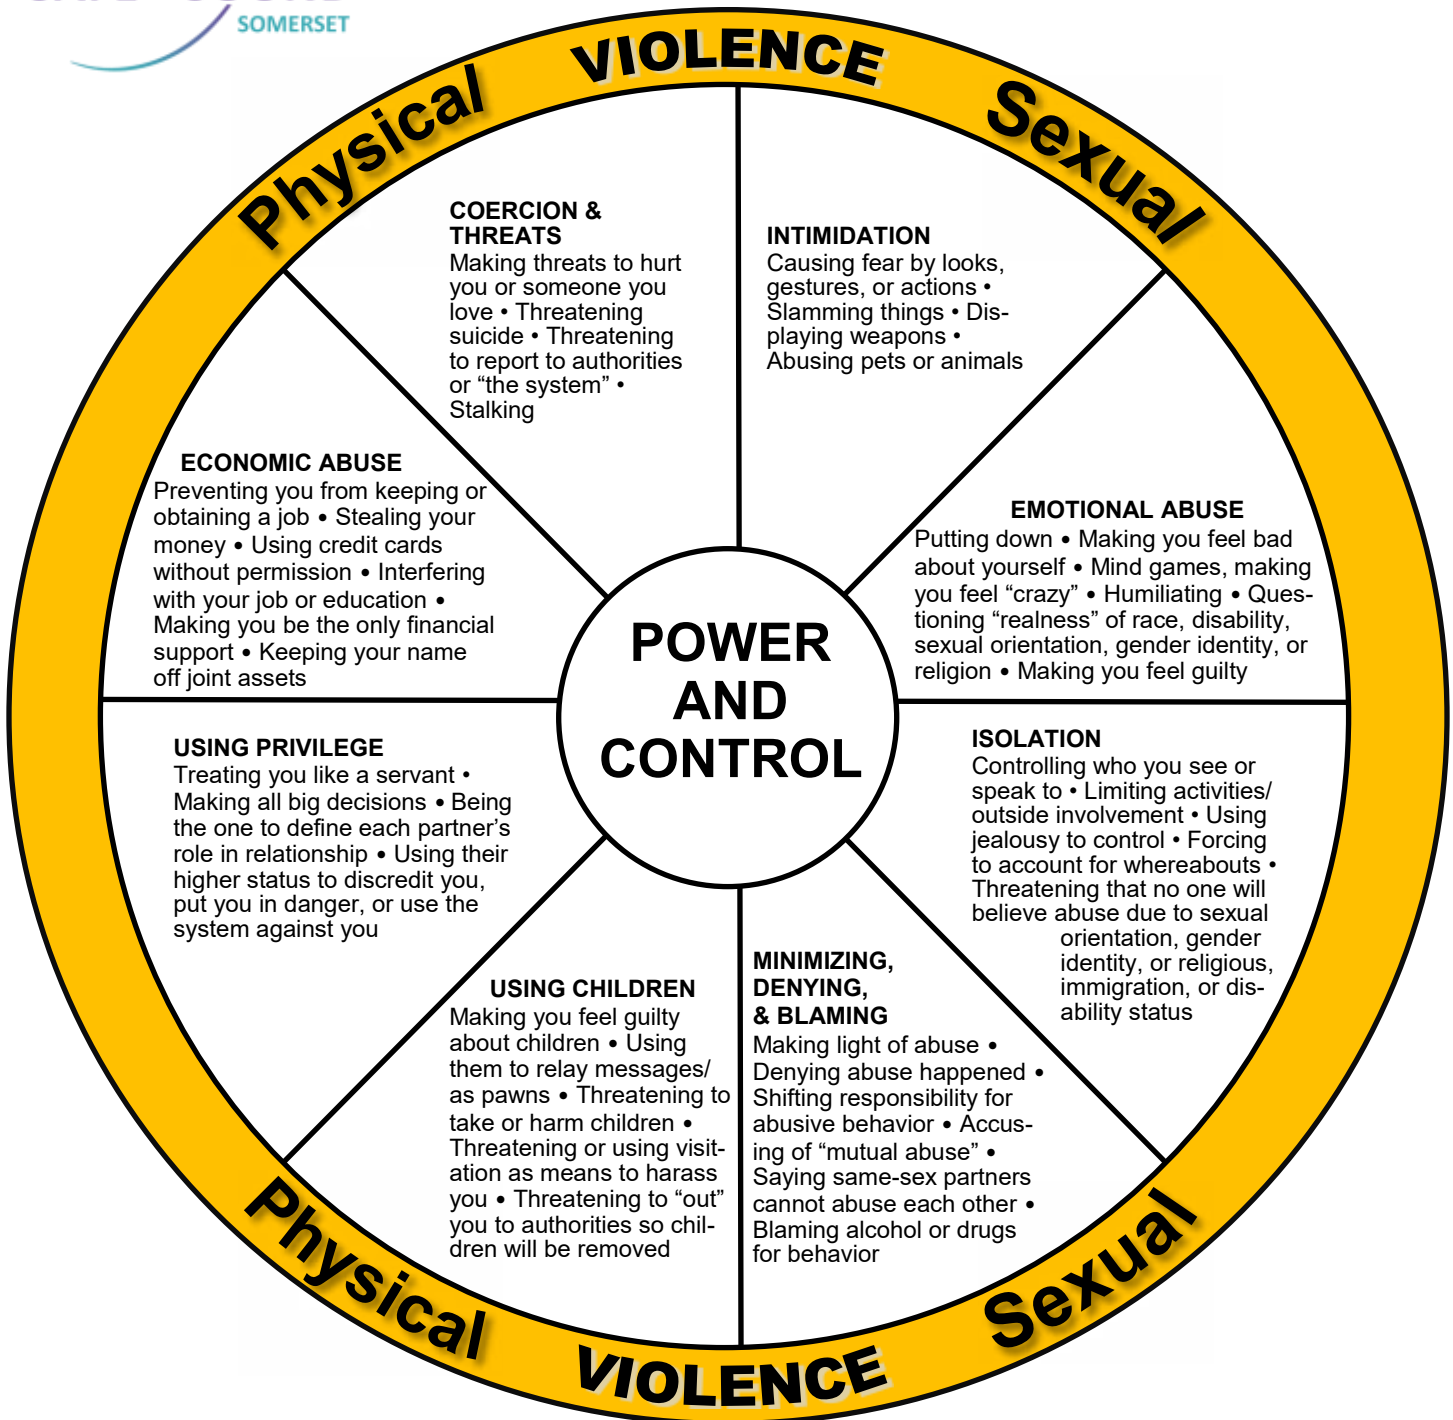 SOMERSET
VIOLENCE
Physical
Sexual
COERCION &
THREATS
Making threats to hurt
you or someone you
love • Threatening
suicide • Threatening
to report to authorities
or “the system” •
Stalking
INTIMIDATION
Causing fear by looks,
gestures, or actions •
Slamming things • Dis-
playing weapons •
Abusing pets or animals
ECONOMIC ABUSE
Preventing you from keeping or
obtaining a job • Stealing your
money • Using credit cards
without permission • Interfering
with your job or education •
Making you be the only financial
support • Keeping your name
off joint assets
EMOTIONAL ABUSE
Putting down • Making you feel bad
about yourself • Mind games, making
you feel “crazy” • Humiliating • Ques-
tioning “realness” of race, disability,
sexual orientation, gender identity, or
religion • Making you feel guilty
POWER
AND
CONTROL
USING PRIVILEGE
Treating you like a servant •
Making all big decisions • Being
the one to define each partner’s
role in relationship • Using their
higher status to discredit you,
put you in danger, or use the
system against you
ISOLATION
Controlling who you see or
speak to • Limiting activities/
outside involvement • Using
jealousy to control • Forcing
to account for whereabouts •
Threatening that no one will
believe abuse due to sexual
orientation, gender
identity, or religious,
immigration, or dis-
ability status
USING CHILDREN
Making you feel guilty
about children • Using
them to relay messages/
as pawns • Threatening to
take or harm children •
Threatening or using visit-
ation as means to harass
you • Threatening to “out”
you to authorities so chil-
dren will be removed
MINIMIZING,
DENYING,
& BLAMING
Making light of abuse •
Denying abuse happened •
Shifting responsibility for
abusive behavior • Accus-
ing of “mutual abuse” •
Saying same-sex partners
cannot abuse each other •
Blaming alcohol or drugs
for behavior
Physical
Sexual
VIOLENCE